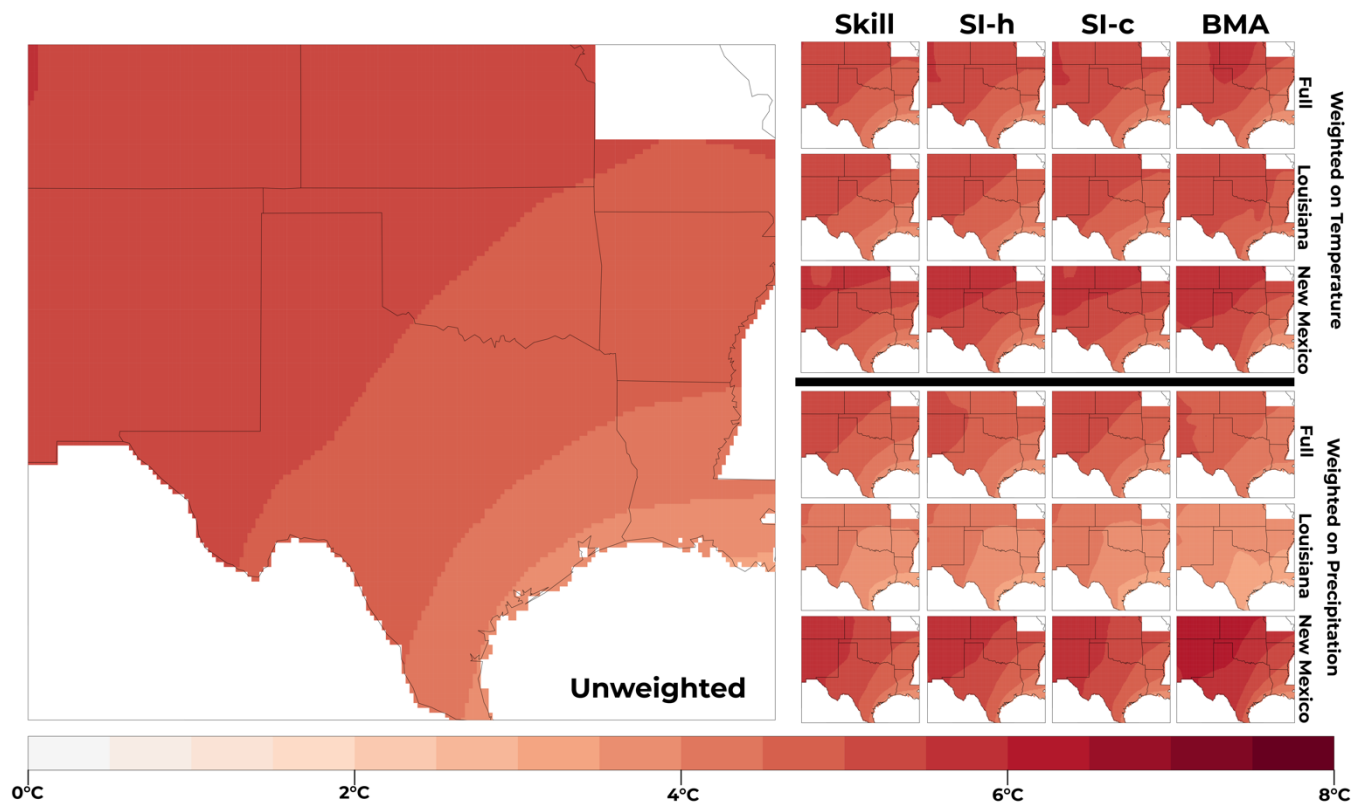 Skill SI-h SI-c BMA
Full
Louisiana
New Mexico
Weighted on Temperature
Full
Louisiana
New Mexico
Weighted on Precipitation
Unweighted
0°C 2°C 4°C 6°C 8°C